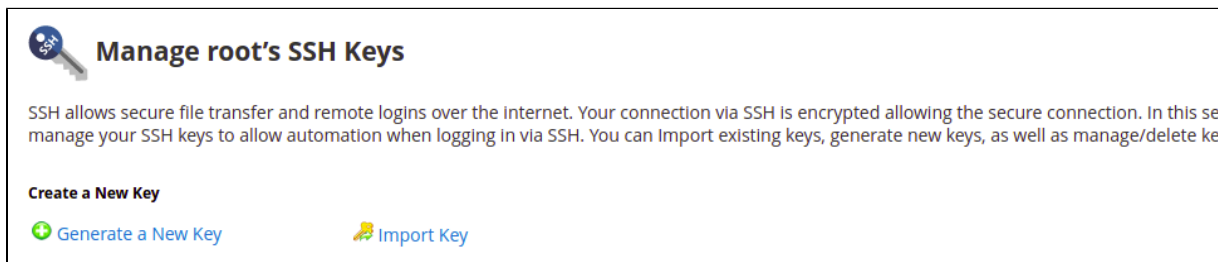 SSH
Manage root's SSH Keys
SSH allows secure file transfer and remote logins over the internet. Your connection via SSH is encrypted allowing the secure connection. In this se
manage your SSH keys to allow automation when logging in via SSH. You can Import existing keys, generate new keys, as well as manage/delete ke
Create a New Key
Generate a New Key Import Key